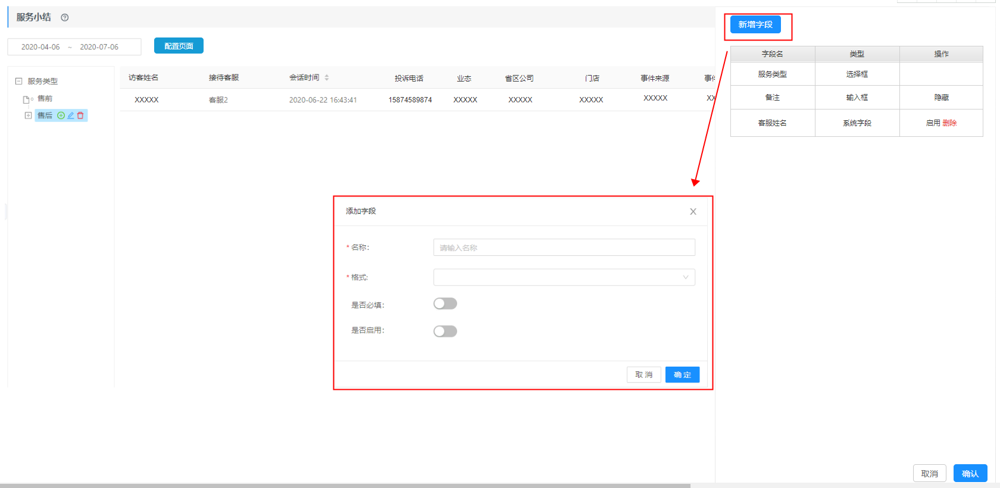 服务小结
2020-04-06 ~ 2020-07-06 配置页面
服务类型
售前
售后
访客姓名 接待客服 会话时间 投诉电话 业态 省区公司 门店 事件来源 事件
XXXXX 客服2 2020-06-22 16:43:41 15874589874 XXXXX XXXXX XXXXX XXXXX XX
新增字段
字段名 类型 操作
服务类型 选择框
备注 输入框 隐藏
客服姓名 系统字段 启用 删除
添加字段
* 名称: 请输入名称
* 格式:
是否必填:
是否启用:
取 消 确 定
取消 确认